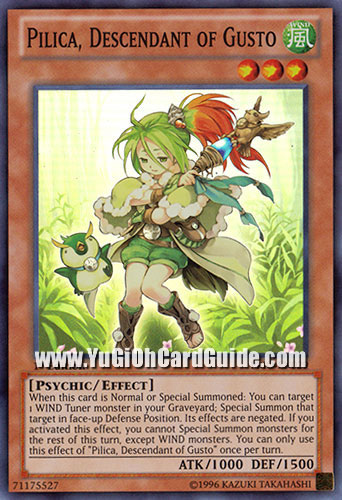 Pilica, Descendant of Gusto
WIND
風
www.YuGiOhCardGuide.com
[Psychic/Effect]
When this card is Normal or Special Summoned: You can target
1 WIND Tuner monster in your Graveyard; Special Summon that
target in face-up Defense Position. Its effects are negated. If you
activated this effect, you cannot Special Summon monsters for
the rest of this turn, except WIND monsters. You can only use
this effect of "Pilica, Descendant of Gusto" once per turn.
ATK/1000 DEF/1500
71175527
©1996 KAZUKI TAKAHASHI